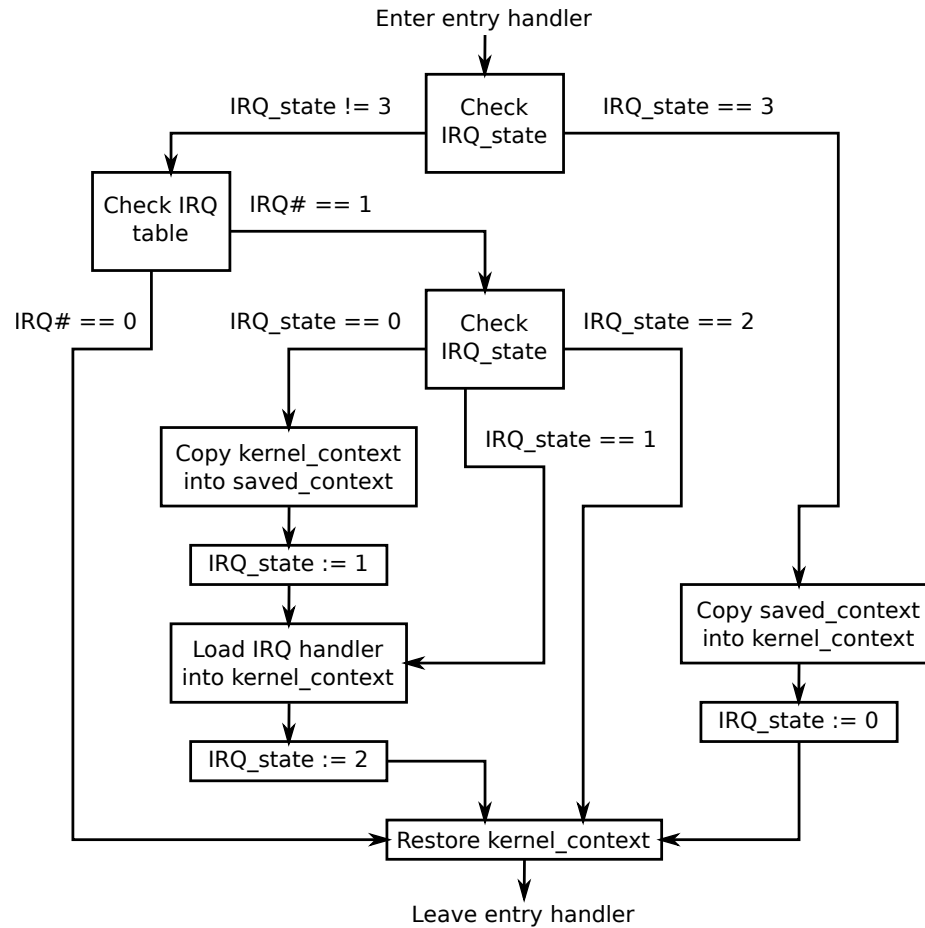 Enter entry handler
IRQ_state != 3
Check
IRQ_state
IRQ_state == 3
Check IRQ
table
IRQ# == 1
IRQ# == 0
IRQ_state == 0
Check
IRQ_state
IRQ_state == 2
IRQ_state == 1
Copy kernel_context
into saved_context
IRQ_state := 1
Load IRQ handler
into kernel_context
IRQ_state := 2
Copy saved_context
into kernel_context
IRQ_state := 0
Restore kernel_context
Leave entry handler